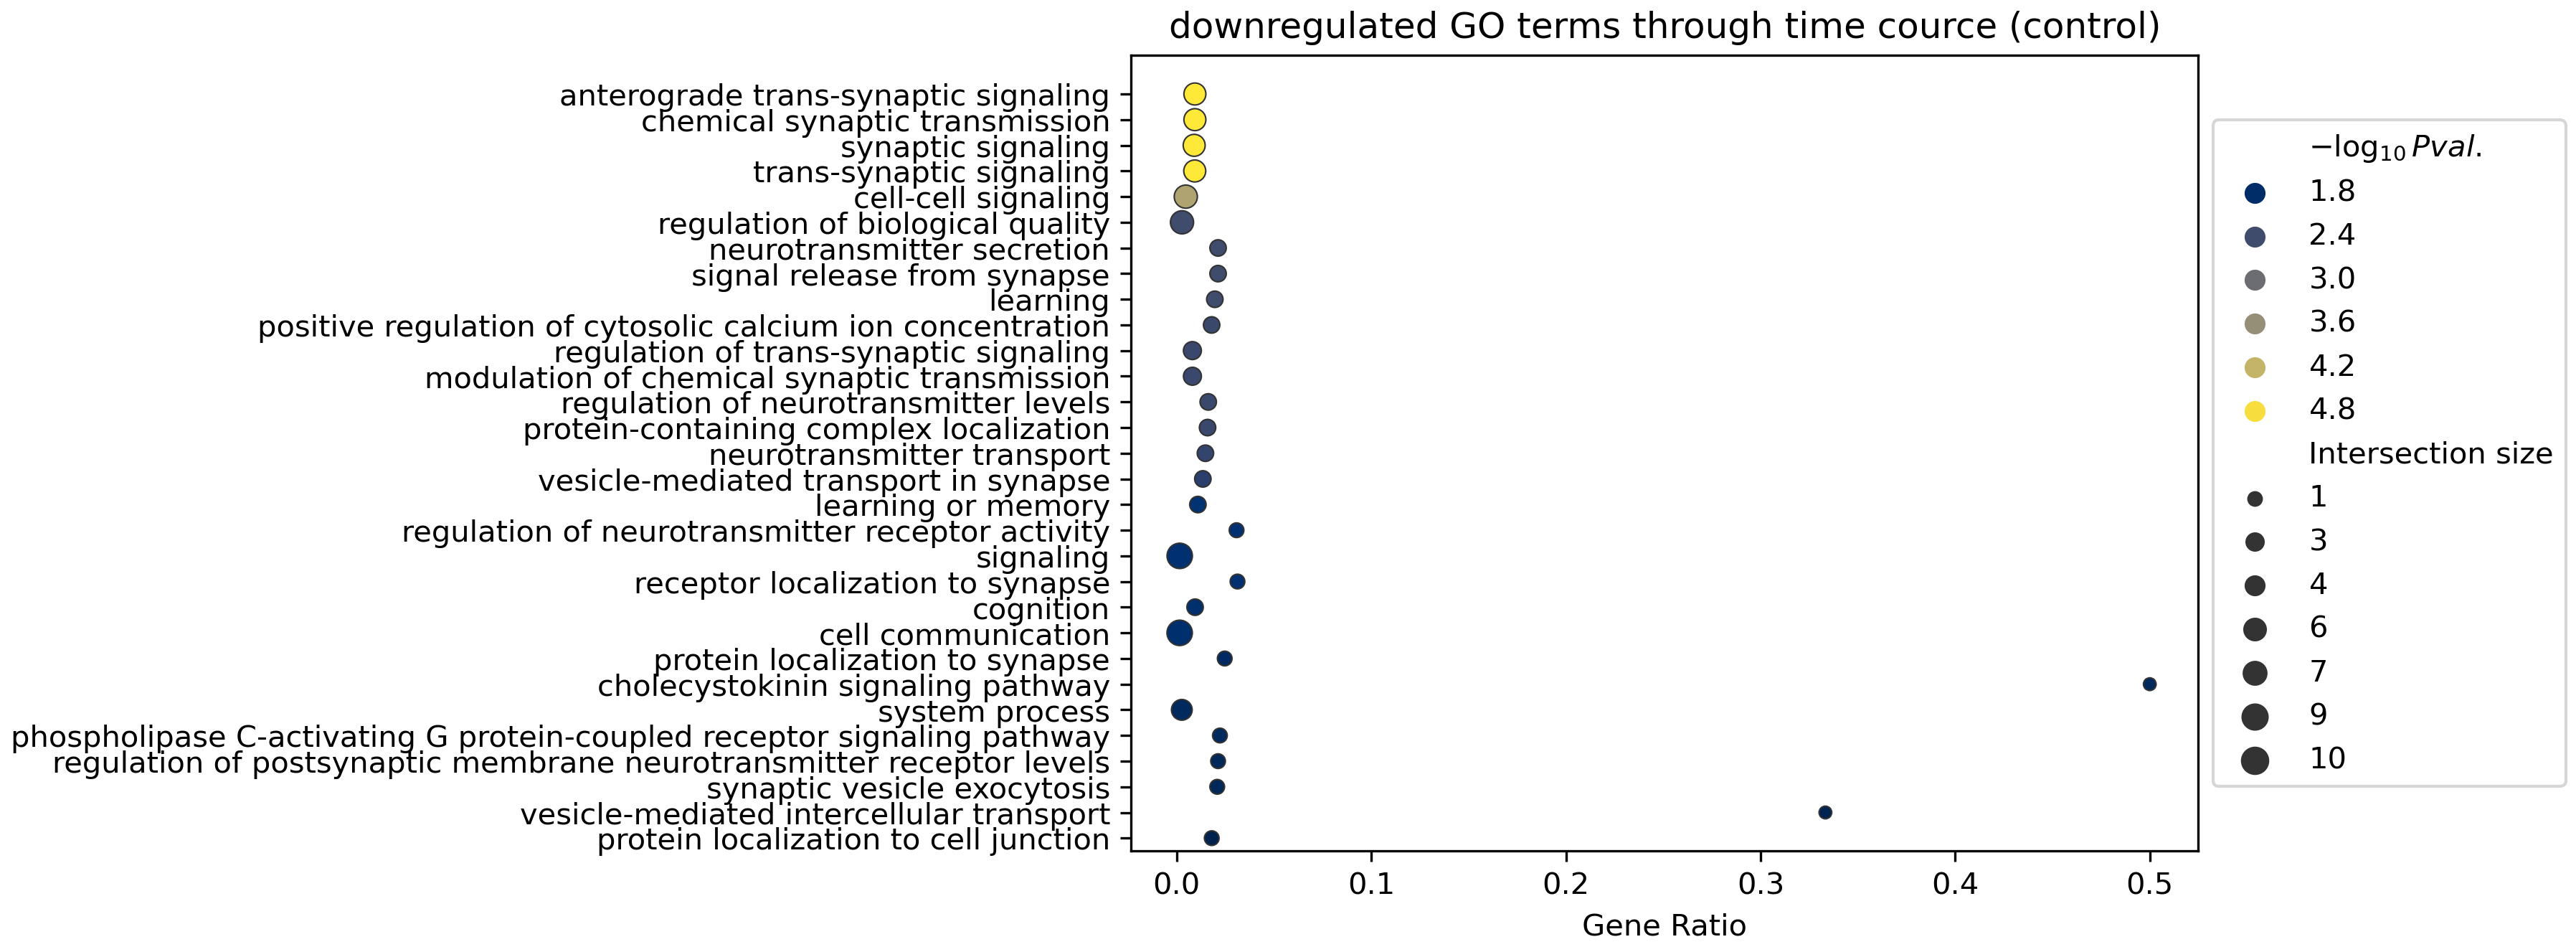 downregulated GO terms through time cource (control)
anterograde trans-synaptic signaling
chemical synaptic transmission
synaptic signaling
trans-synaptic signaling
cell-cell signaling
regulation of biological quality
neurotransmitter secretion
signal release from synapse
learning
positive regulation of cytosolic calcium ion concentration
regulation of trans-synaptic signaling
modulation of chemical synaptic transmission
regulation of neurotransmitter levels
protein-containing complex localization
neurotransmitter transport
vesicle-mediated transport in synapse
learning or memory
regulation of neurotransmitter receptor activity
signaling
receptor localization to synapse
cognition
cell communication
protein localization to synapse
cholecystokinin signaling pathway
system process
phospholipase C-activating G protein-coupled receptor signaling pathway
regulation of postsynaptic membrane neurotransmitter receptor levels
synaptic vesicle exocytosis
vesicle-mediated intercellular transport
protein localization to cell junction
0.0 0.1 0.2 0.3 0.4 0.5
Gene Ratio
−log₁₀ Pval.
1.8
2.4
3.0
3.6
4.2
4.8
Intersection size
1
3
4
6
7
9
10